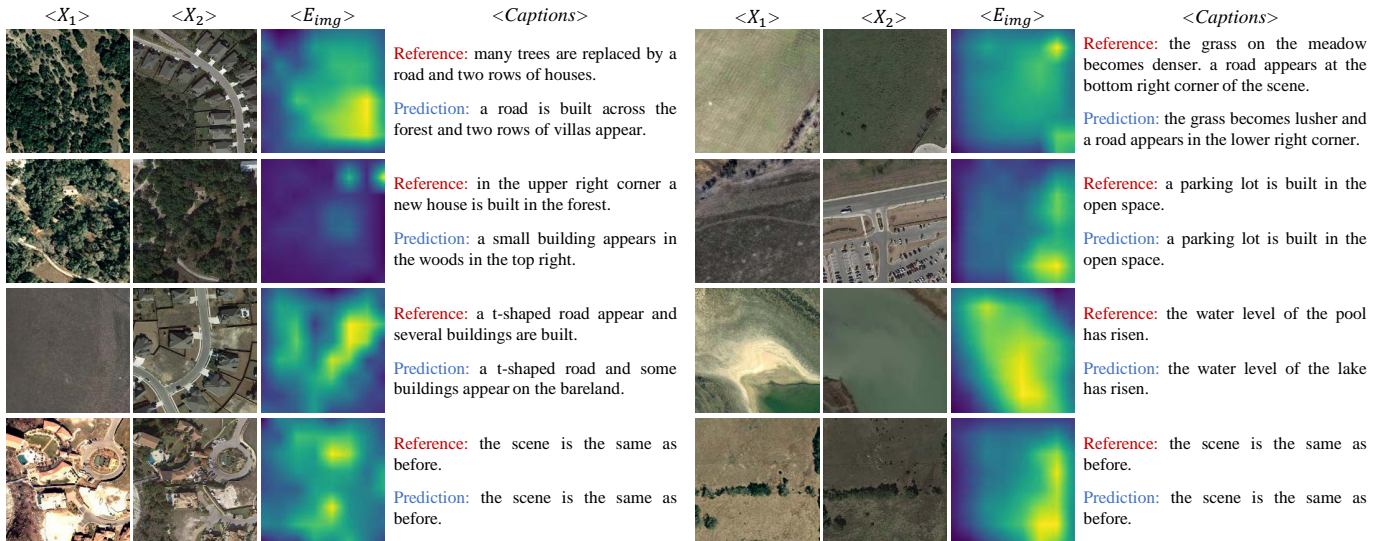 <X₁> <X₂> <E_img> <Captions>
Reference: many trees are replaced by a
road and two rows of houses.
Prediction: a road is built across the
forest and two rows of villas appear.
Reference: in the upper right corner a
new house is built in the forest.
Prediction: a small building appears in
the woods in the top right.
Reference: a t-shaped road appear and
several buildings are built.
Prediction: a t-shaped road and some
buildings appear on the bareland.
Reference: the scene is the same as
before.
Prediction: the scene is the same as
before.
<X₁> <X₂> <E_img> <Captions>
Reference: the grass on the meadow
becomes denser. a road appears at the
bottom right corner of the scene.
Prediction: the grass becomes lusher and
a road appears in the lower right corner.
Reference: a parking lot is built in the
open space.
Prediction: a parking lot is built in the
open space.
Reference: the water level of the pool
has risen.
Prediction: the water level of the lake
has risen.
Reference: the scene is the same as
before.
Prediction: the scene is the same as
before.